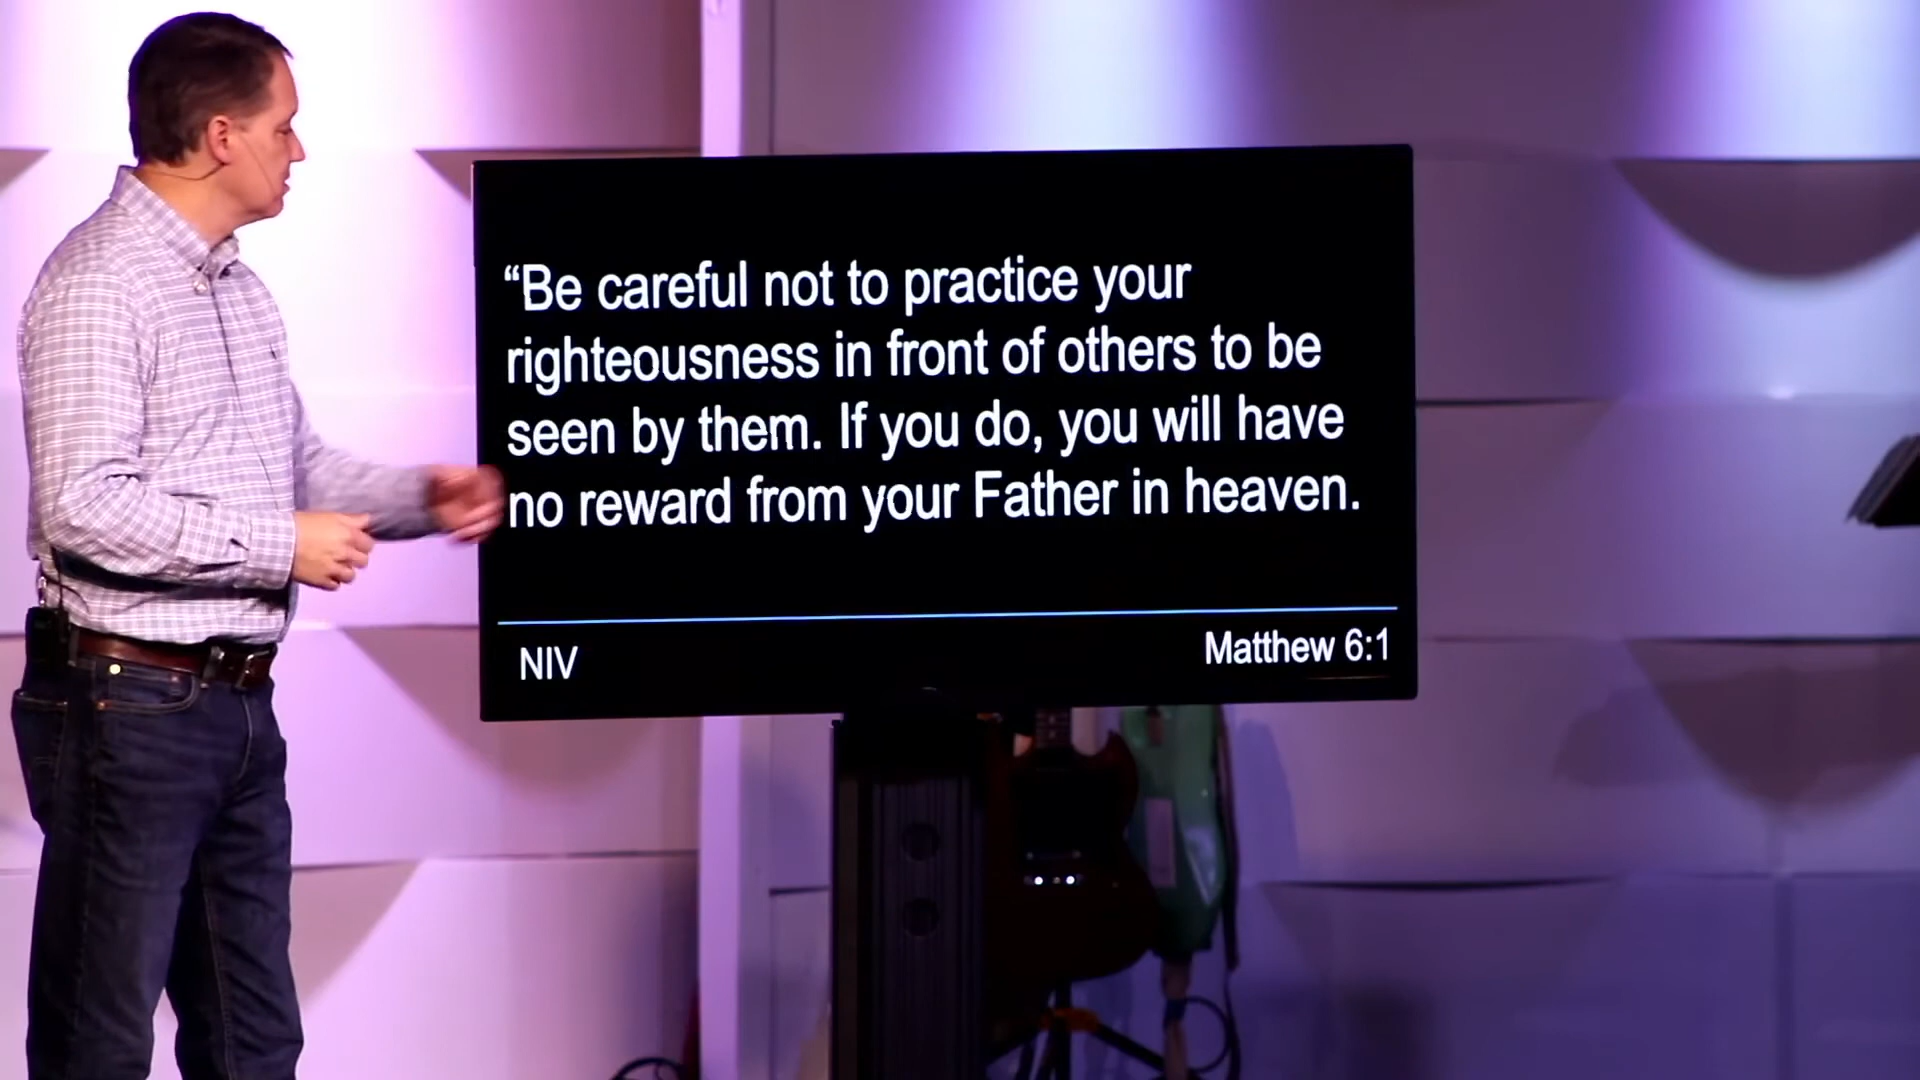 “Be careful not to practice your
righteousness in front of others to be
seen by them. If you do, you will have
no reward from your Father in heaven.
NIV
Matthew 6:1